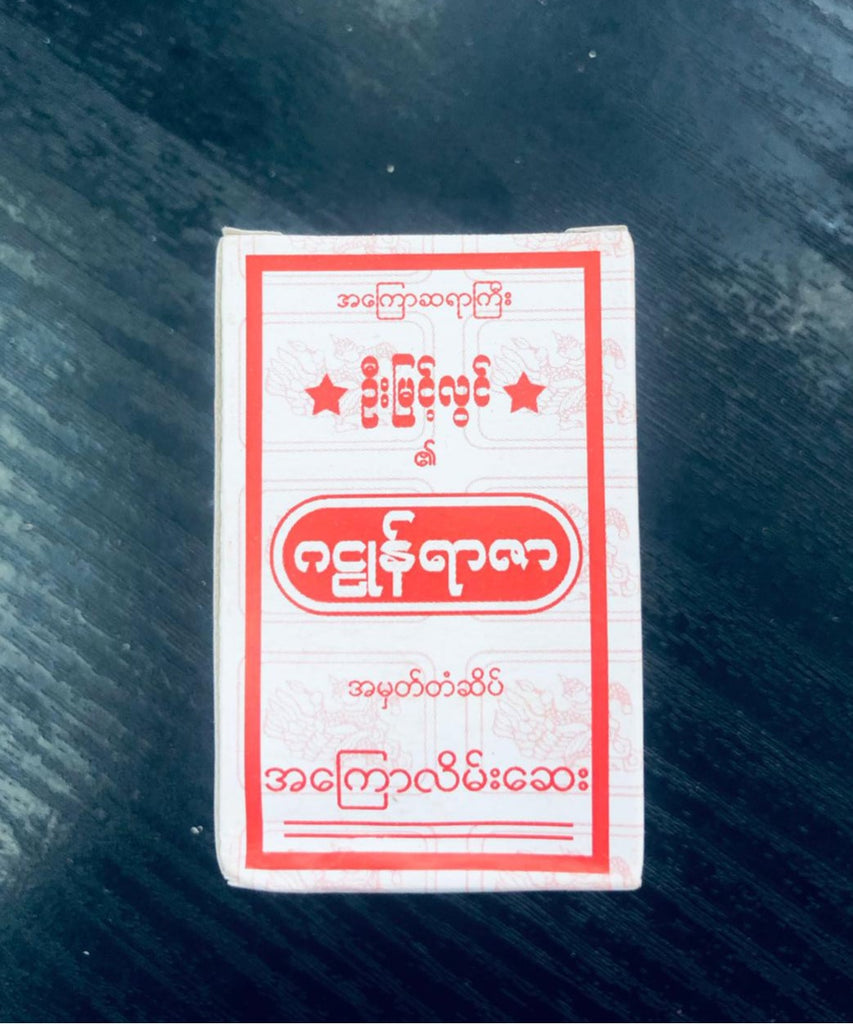 အကြောဆရာကြီး
ဦးမြင့်လွင်
၏
ဂဠုန်ရာဇာ
အမှတ်တံဆိပ်
အကြောလိမ်းဆေး